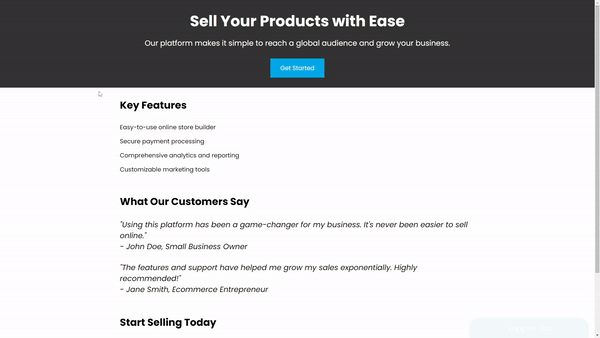 Sell Your Products with Ease
Our platform makes it simple to reach a global audience and grow your business.
Get Started
Key Features
Easy-to-use online store builder
Secure payment processing
Comprehensive analytics and reporting
Customizable marketing tools
What Our Customers Say
"Using this platform has been a game-changer for my business. It's never been easier to sell
online."
- John Doe, Small Business Owner
"The features and support have helped me grow my sales exponentially. Highly
recommended!"
- Jane Smith, Ecommerce Entrepreneur
Start Selling Today